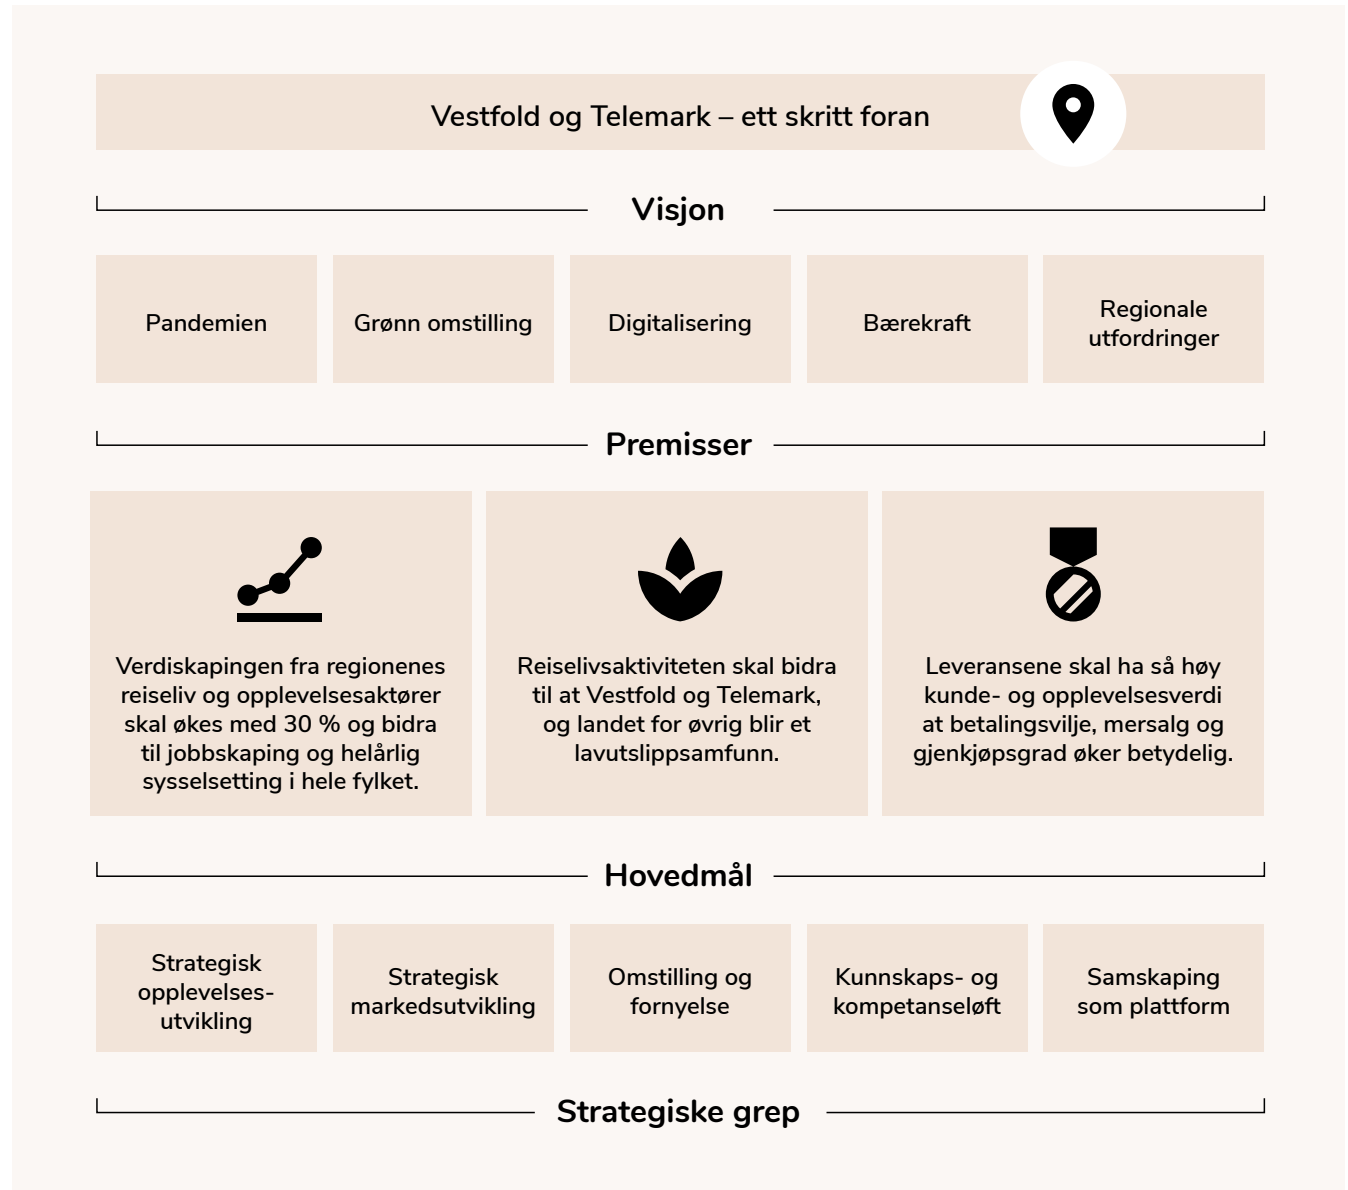 Vestfold og Telemark – ett skritt foran
Visjon
Pandemien
Grønn omstilling
Digitalisering
Bærekraft
Regionale
utfordringer
Premisser
Verdiskapingen fra regionenes
reiseliv og opplevelsesaktører
skal økes med 30 % og bidra
til jobbskaping og helårlig
sysselsetting i hele fylket.
Reiselivsaktiviteten skal bidra
til at Vestfold og Telemark,
og landet for øvrig blir et
lavutslippsamfunn.
Leveransene skal ha så høy
kunde- og opplevelsesverdi
at betalingsvilje, mersalg og
gjenkjøpsgrad øker betydelig.
Hovedmål
Strategisk
opplevelses-
utvikling
Strategisk
markedsutvikling
Omstilling og
fornyelse
Kunnskaps- og
kompetanseløft
Samskaping
som plattform
Strategiske grep